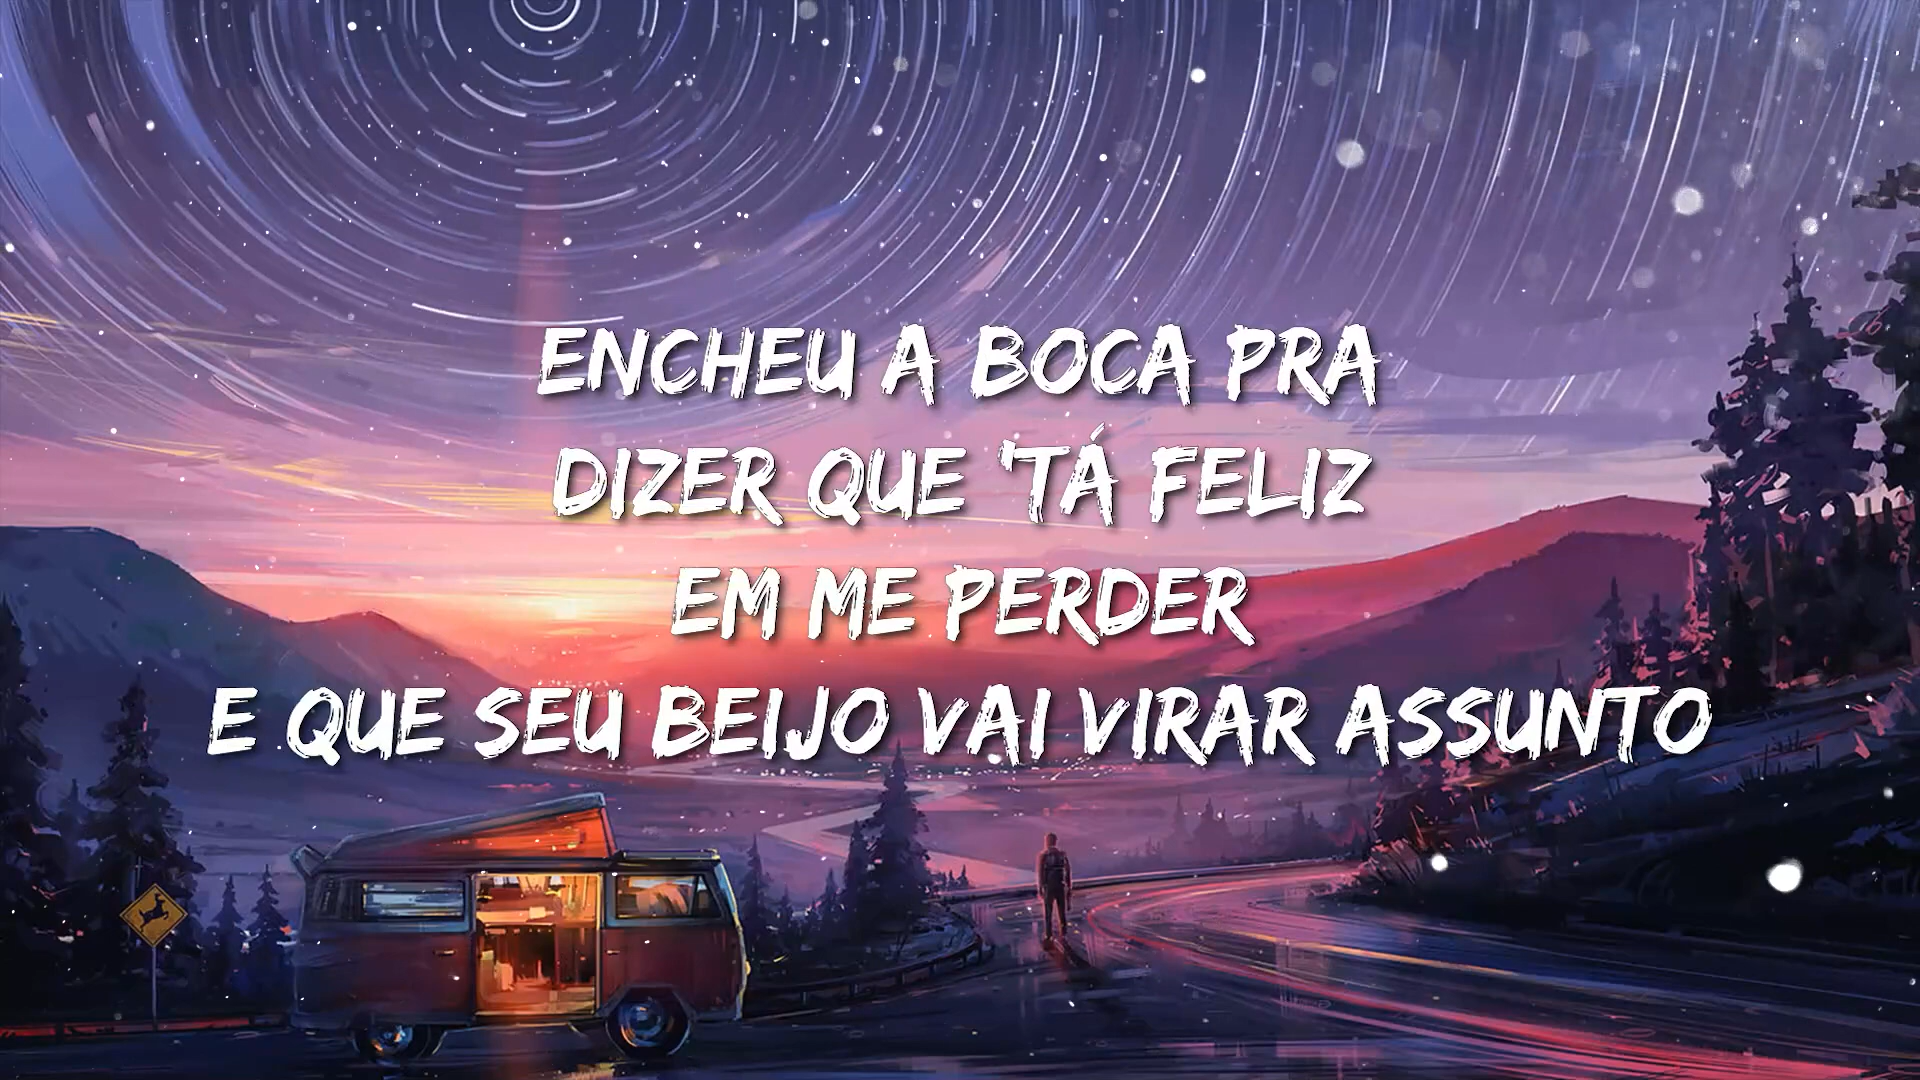 ENCHEU A BOCA PRA
DIZER QUE 'TÁ FELIZ
EM ME PERDER
E QUE SEU BEIJO VAI VIRAR ASSUNTO